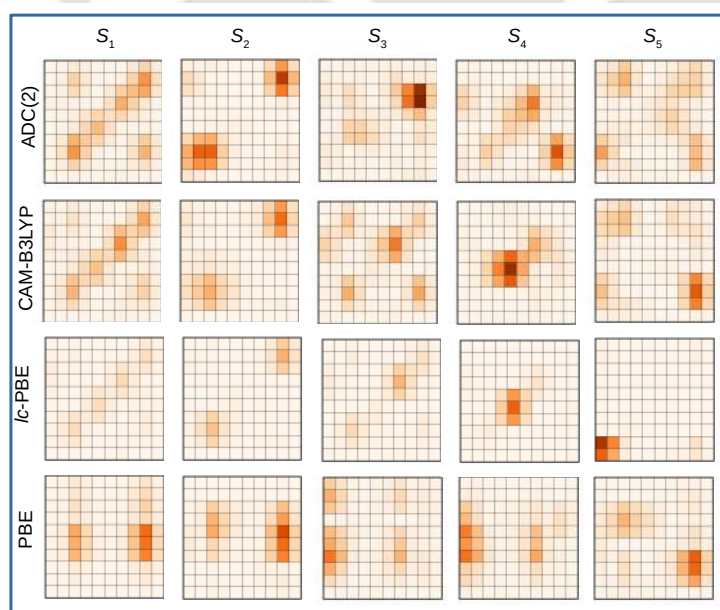 S1 S2 S3 S4 S5
ADC(2)
CAM-B3LYP
lc-PBE
PBE